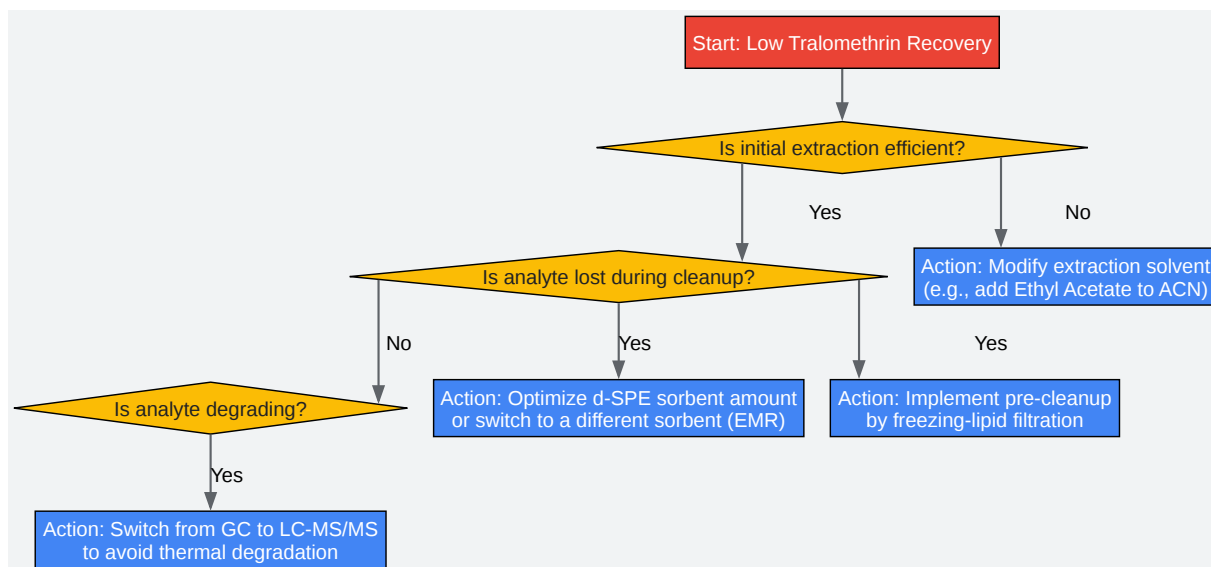 Start: Low Tralomethrin Recovery
Is initial extraction efficient?
Yes
No
Action: Modify extraction solvent
(e.g., add Ethyl Acetate to ACN)
Is analyte lost during cleanup?
No
Yes
Yes
Action: Optimize d-SPE sorbent amount
or switch to a different sorbent (EMR)
Action: Implement pre-cleanup
by freezing-lipid filtration
Is analyte degrading?
Yes
Action: Switch from GC to LC-MS/MS
to avoid thermal degradation